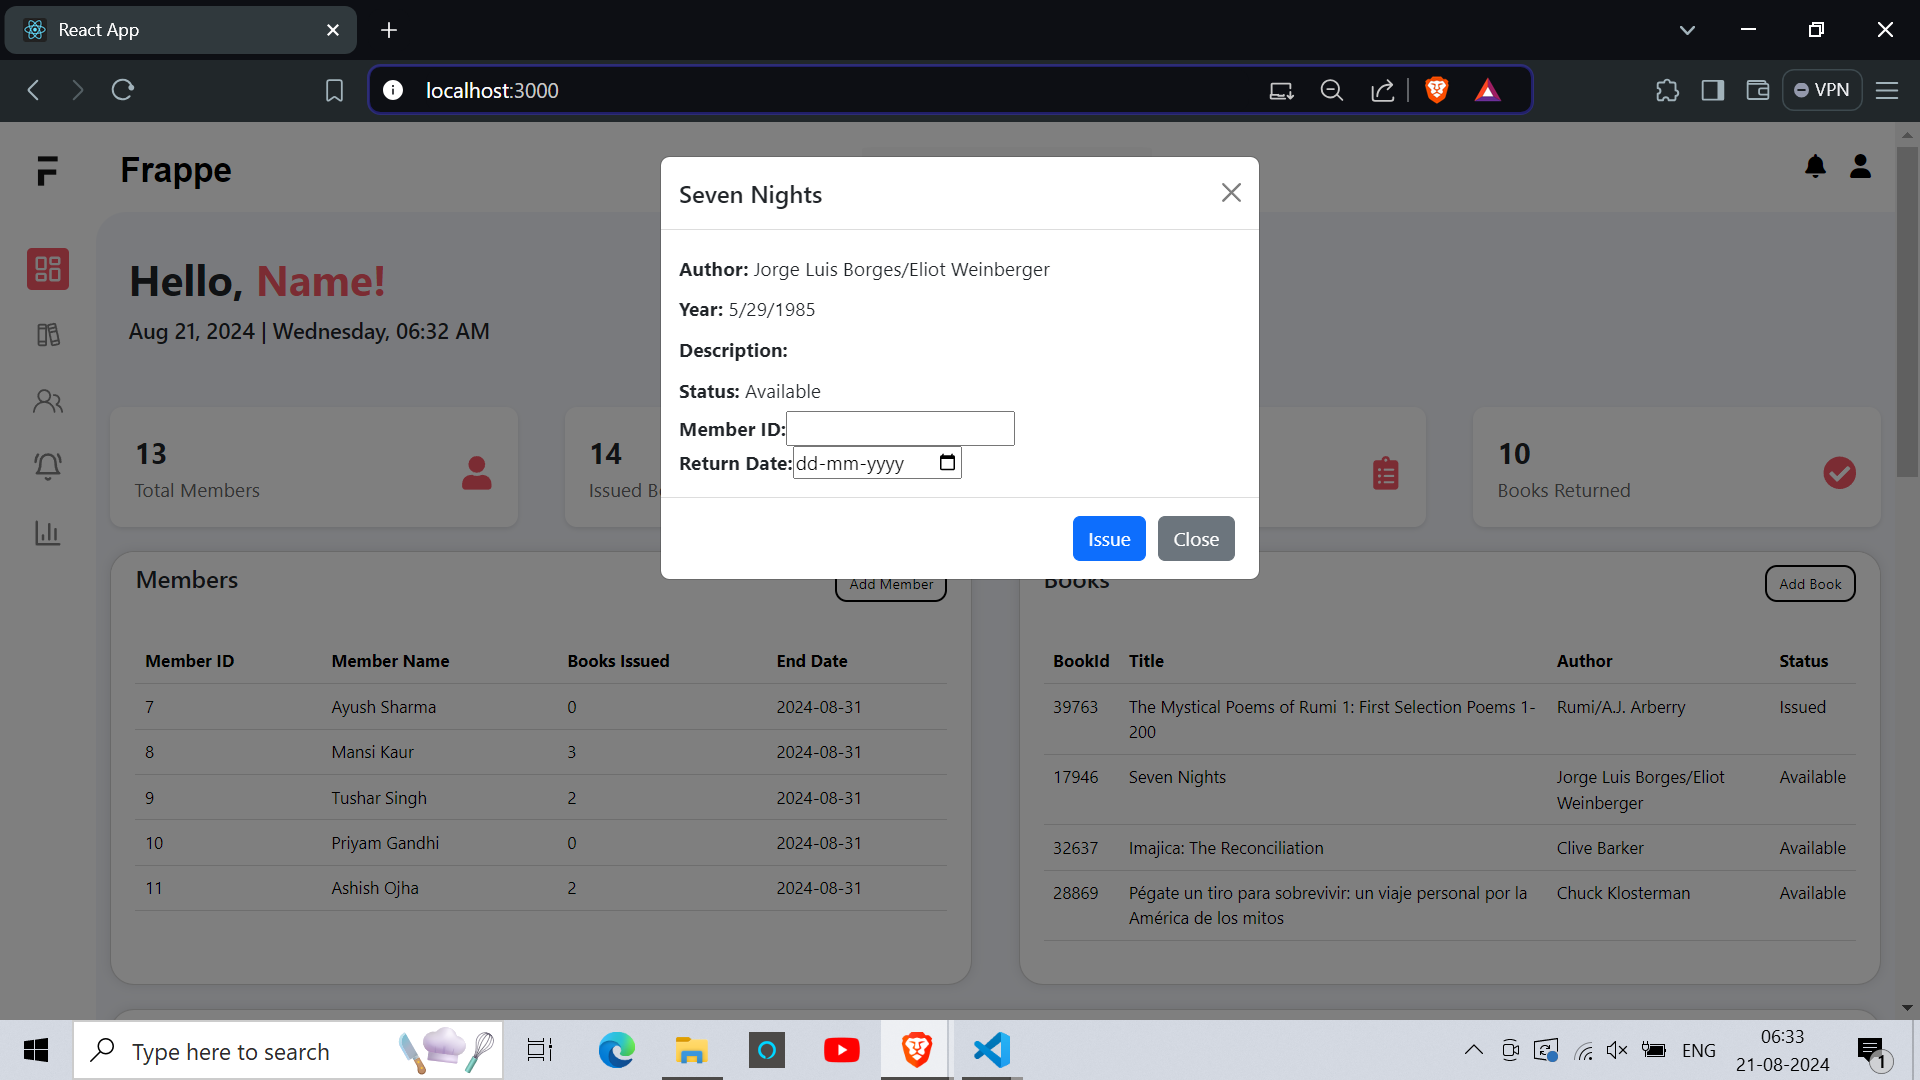 React App
localhost:3000
VPN
Frappe
Hello, Name!
Aug 21, 2024 | Wednesday, 06:32 AM
Seven Nights
Author: Jorge Luis Borges/Eliot Weinberger
Year: 5/29/1985
Description:
Status: Available
Member ID:
Return Date: dd-mm-yyyy
Issue Close
13
Total Members
14
Issued B
10
Books Returned
Members
Add Member
Member ID Member Name Books Issued End Date
7 Ayush Sharma 0 2024-08-31
8 Mansi Kaur 3 2024-08-31
9 Tushar Singh 2 2024-08-31
10 Priyam Gandhi 0 2024-08-31
11 Ashish Ojha 2 2024-08-31
Books
Add Book
BookId Title Author Status
39763 The Mystical Poems of Rumi 1: First Selection Poems 1- Rumi/A.J. Arberry Issued
200
17946 Seven Nights Jorge Luis Borges/Eliot Available
Weinberger
32637 Imajica: The Reconciliation Clive Barker Available
28869 Pégate un tiro para sobrevivir: un viaje personal por la Chuck Klosterman Available
América de los mitos
Type here to search
ENG
06:33
21-08-2024
1